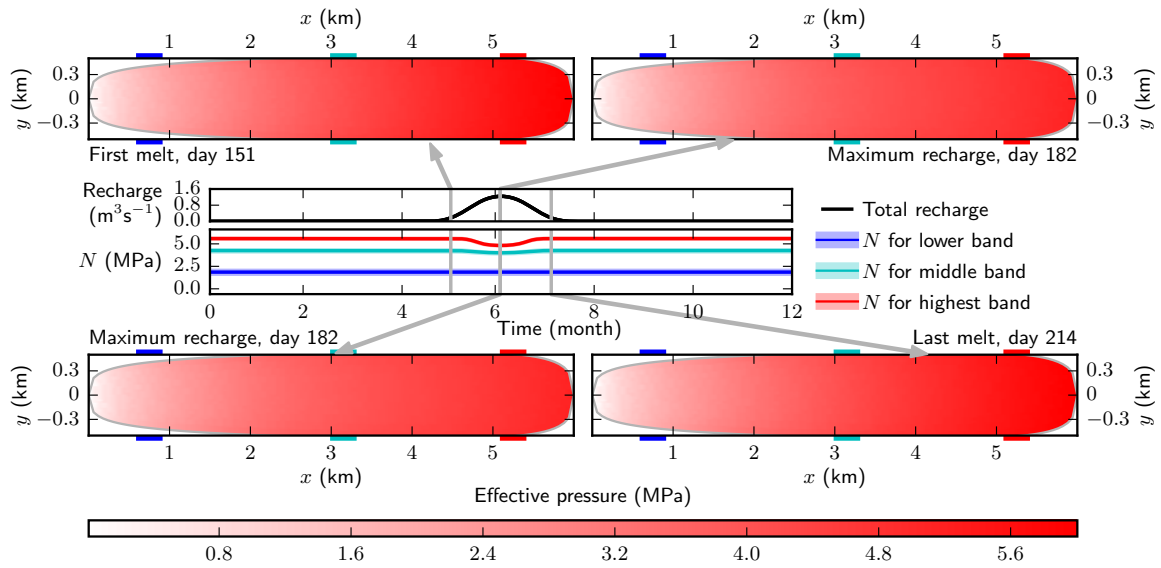 x (km) x (km)
1 2 3 4 5 1 2 3 4 5
y (km) 0.3 0 −0.3 0.3 0 −0.3 y (km)
First melt, day 151 Maximum recharge, day 182
Recharge (m³s⁻¹) 1.6 0.8 0.0
N (MPa) 5.0 2.5 0.0
0 2 4 6 8 10 12
Time (month)
Total recharge
N for lower band
N for middle band
N for highest band
Maximum recharge, day 182 Last melt, day 214
y (km) 0.3 0 −0.3 0.3 0 −0.3 y (km)
1 2 3 4 5 1 2 3 4 5
x (km) x (km)
Effective pressure (MPa)
0.8 1.6 2.4 3.2 4.0 4.8 5.6